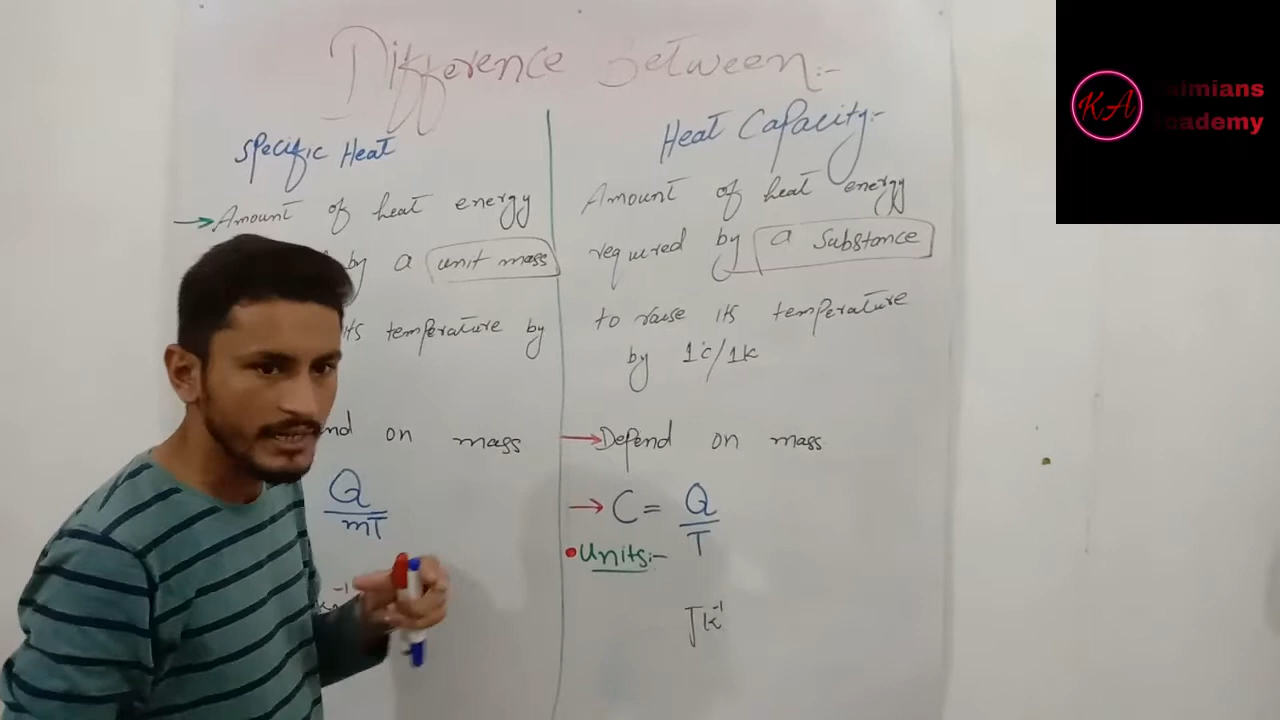 Difference Between:-
Specific Heat
Amount of heat energy
by a unit mass
its temperature by
on mass
Q
mT
Heat Capacity:-
Amount of heat energy
required by a substance
to raise its temperature
by 1°c/1k
Depend on mass
C = Q
T
Units:-
Jk⁻¹
KA
Academy